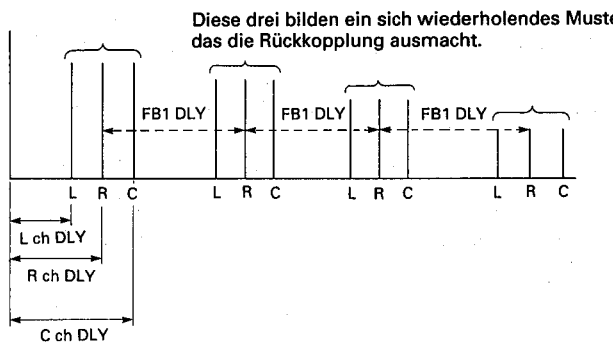 Diese drei bilden ein sich wiederholendes Muste
das die Rückkopplung ausmacht.
FB1 DLY FB1 DLY FB1 DLY
L R C L R C L R C L R C
L ch DLY
R ch DLY
C ch DLY